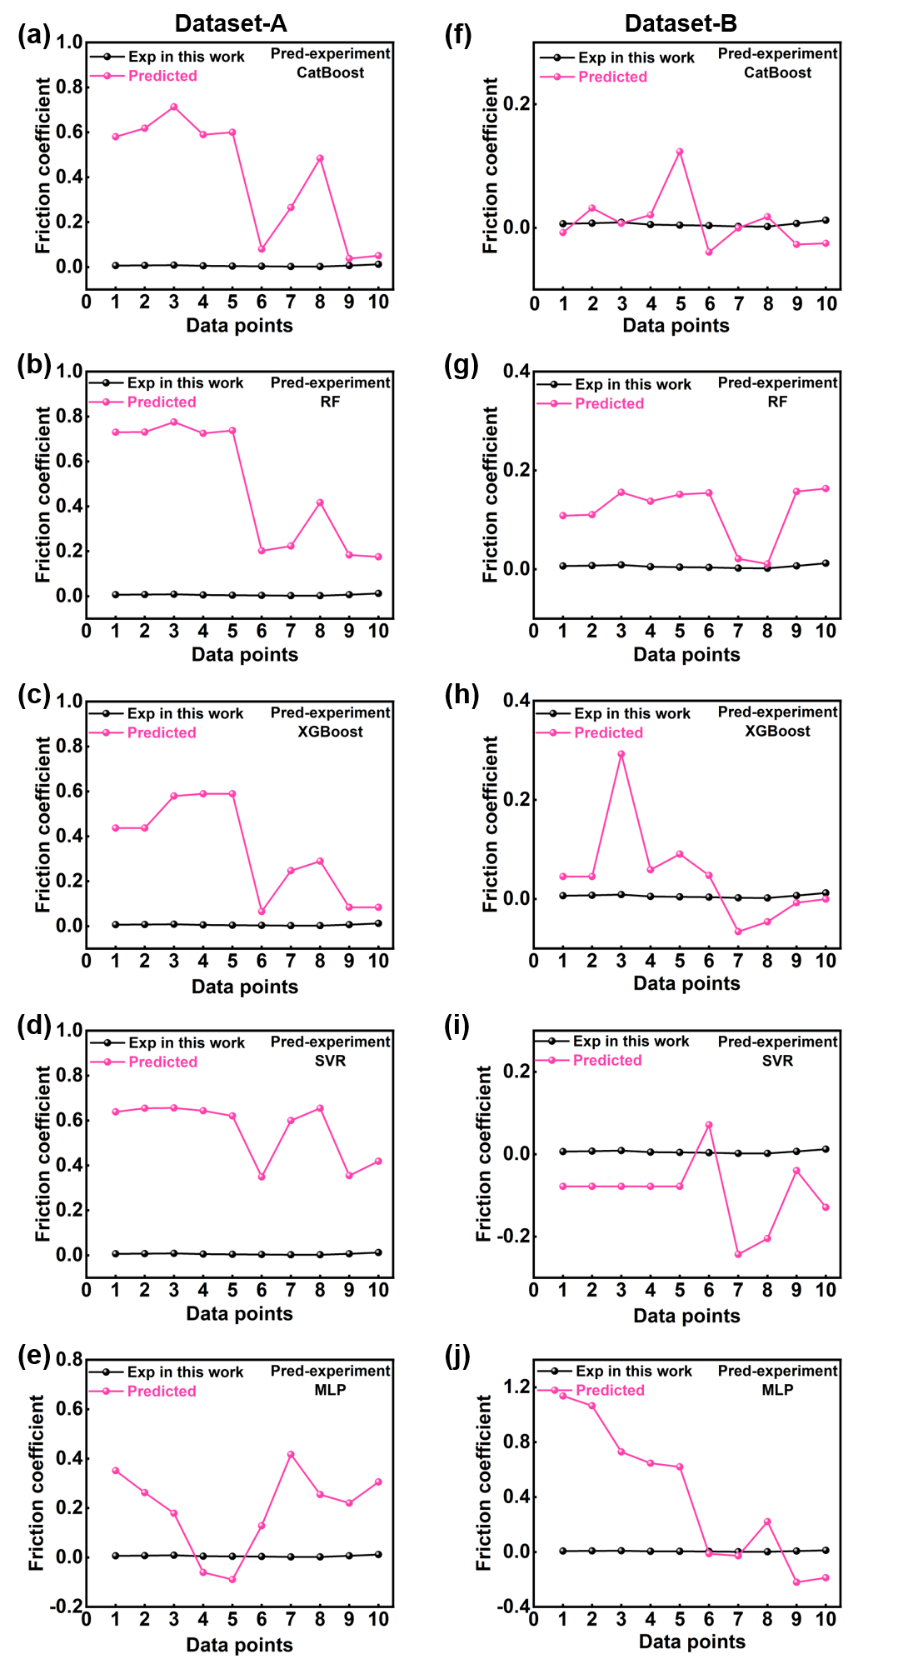 Dataset-A
Dataset-B
(a)
1.0
0.8
0.6
0.4
0.2
0.0
Friction coefficient
Exp in this work
Predicted
Pred-experiment
CatBoost
0 1 2 3 4 5 6 7 8 9 10
Data points
(f)
0.2
0.0
Friction coefficient
Exp in this work
Predicted
Pred-experiment
CatBoost
0 1 2 3 4 5 6 7 8 9 10
Data points
(b)
1.0
0.8
0.6
0.4
0.2
0.0
Friction coefficient
Exp in this work
Predicted
Pred-experiment
RF
0 1 2 3 4 5 6 7 8 9 10
Data points
(g)
0.4
0.2
0.0
Friction coefficient
Exp in this work
Predicted
Pred-experiment
RF
0 1 2 3 4 5 6 7 8 9 10
Data points
(c)
1.0
0.8
0.6
0.4
0.2
0.0
Friction coefficient
Exp in this work
Predicted
Pred-experiment
XGBoost
0 1 2 3 4 5 6 7 8 9 10
Data points
(h)
0.4
0.2
0.0
Friction coefficient
Exp in this work
Predicted
Pred-experiment
XGBoost
0 1 2 3 4 5 6 7 8 9 10
Data points
(d)
1.0
0.8
0.6
0.4
0.2
0.0
Friction coefficient
Exp in this work
Predicted
Pred-experiment
SVR
0 1 2 3 4 5 6 7 8 9 10
Data points
(i)
0.2
0.0
-0.2
Friction coefficient
Exp in this work
Predicted
Pred-experiment
SVR
0 1 2 3 4 5 6 7 8 9 10
Data points
(e)
0.8
0.6
0.4
0.2
0.0
-0.2
Friction coefficient
Exp in this work
Predicted
Pred-experiment
MLP
0 1 2 3 4 5 6 7 8 9 10
Data points
(j)
1.2
0.8
0.4
0.0
-0.4
Friction coefficient
Exp in this work
Predicted
Pred-experiment
MLP
0 1 2 3 4 5 6 7 8 9 10
Data points